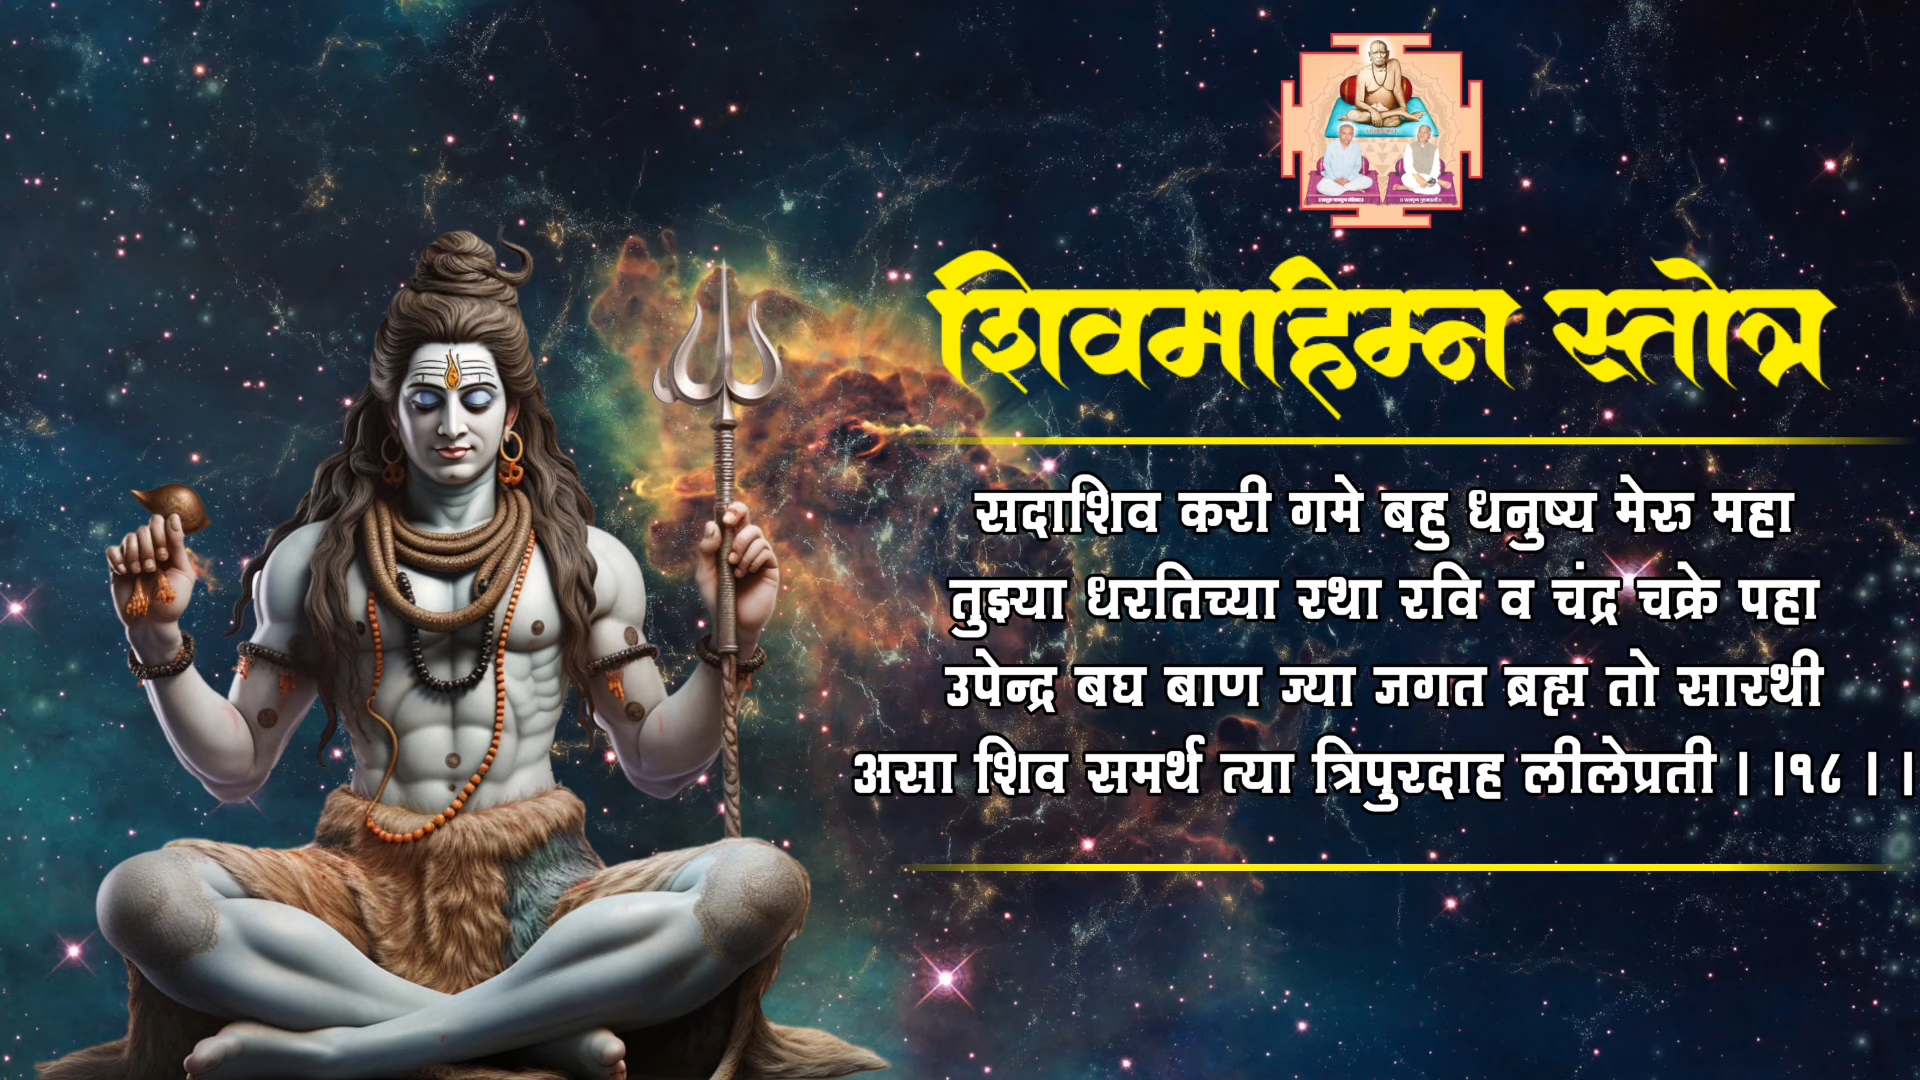 शिवमहिम्न स्तोत्र
सदाशिव करी गमे बहु धनुष्य मेरू महा
तुझ्या धरतिच्या रथा रवि व चंद्र चक्रे पहा
उपेन्द्र बघ बाण ज्या जगत ब्रह्म तो सारथी
असा शिव समर्थ त्या त्रिपुरदाह लीलेप्रती । ।१८ । ।